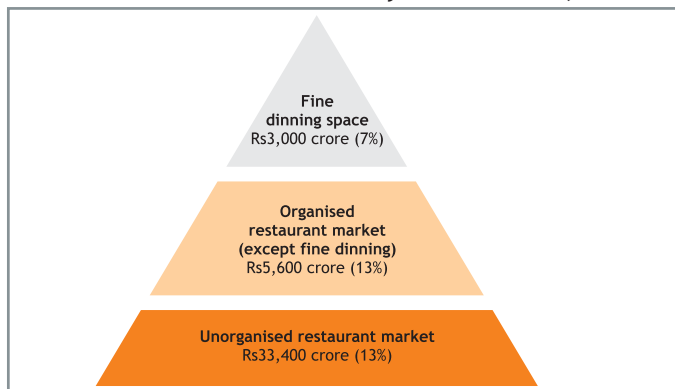 Fine
dinning space
Rs3,000 crore (7%)
Organised
restaurant market
(except fine dinning)
Rs5,600 crore (13%)
Unorganised restaurant market
Rs33,400 crore (13%)